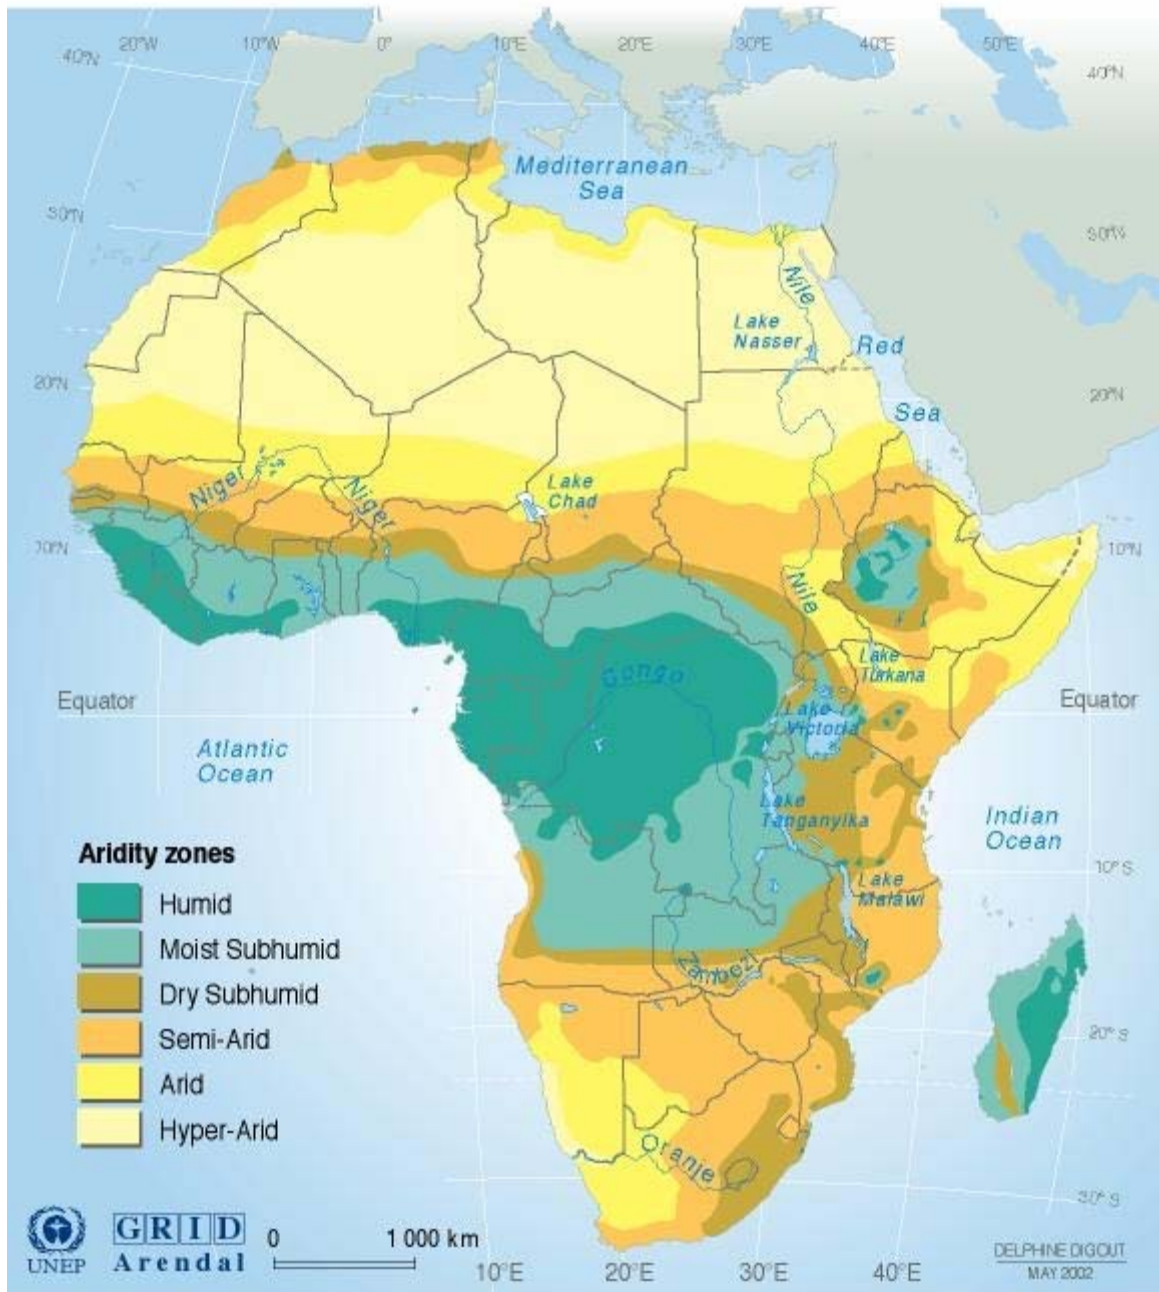 20°W
10°W
0°
10°E
20°E
30°E
40°E
50°E
40°N
40°N
Mediterranean
Sea
30°N
30°N
Nile
Lake
Nasser
Red
Sea
20°N
20°N
Niger
Niger
Lake
Chad
10°N
10°N
Nile
Lake
Turkana
Congo
Equator
Equator
Lake
Victoria
Atlantic
Ocean
Lake
Tanganyika
Indian
Ocean
10° S
Lake
Malawi
Zambezi
20° S
Oranje
30° S
Aridity zones
Humid
Moist Subhumid
Dry Subhumid
Semi-Arid
Arid
Hyper-Arid
UNEP
GRID
Arendal
0
1 000 km
10°E
20°E
30°E
40°E
DELPHINE DIGOUT
MAY 2002